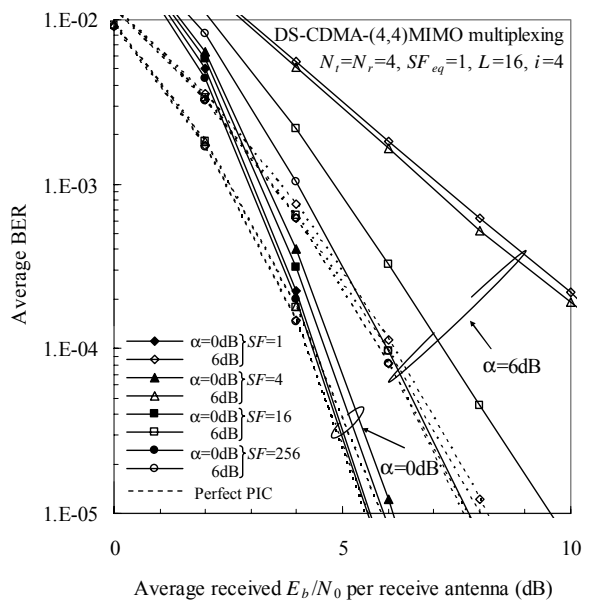 DS-CDMA-(4,4)MIMO multiplexing
N_t=N_r=4, SF_eq=1, L=16, i=4
1.E-02
1.E-03
1.E-04
1.E-05
Average BER
α=0dB}SF=1
6dB
α=0dB}SF=4
6dB
α=0dB}SF=16
6dB
α=0dB}SF=256
6dB
Perfect PIC
α=6dB
α=0dB
0 5 10
Average received E_b/N_0 per receive antenna (dB)